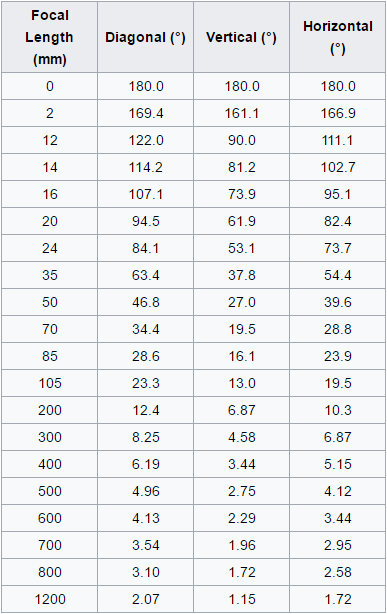 Focal Length (mm) Diagonal (°) Vertical (°) Horizontal (°)
0 180.0 180.0 180.0
2 169.4 161.1 166.9
12 122.0 90.0 111.1
14 114.2 81.2 102.7
16 107.1 73.9 95.1
20 94.5 61.9 82.4
24 84.1 53.1 73.7
35 63.4 37.8 54.4
50 46.8 27.0 39.6
70 34.4 19.5 28.8
85 28.6 16.1 23.9
105 23.3 13.0 19.5
200 12.4 6.87 10.3
300 8.25 4.58 6.87
400 6.19 3.44 5.15
500 4.96 2.75 4.12
600 4.13 2.29 3.44
700 3.54 1.96 2.95
800 3.10 1.72 2.58
1200 2.07 1.15 1.72